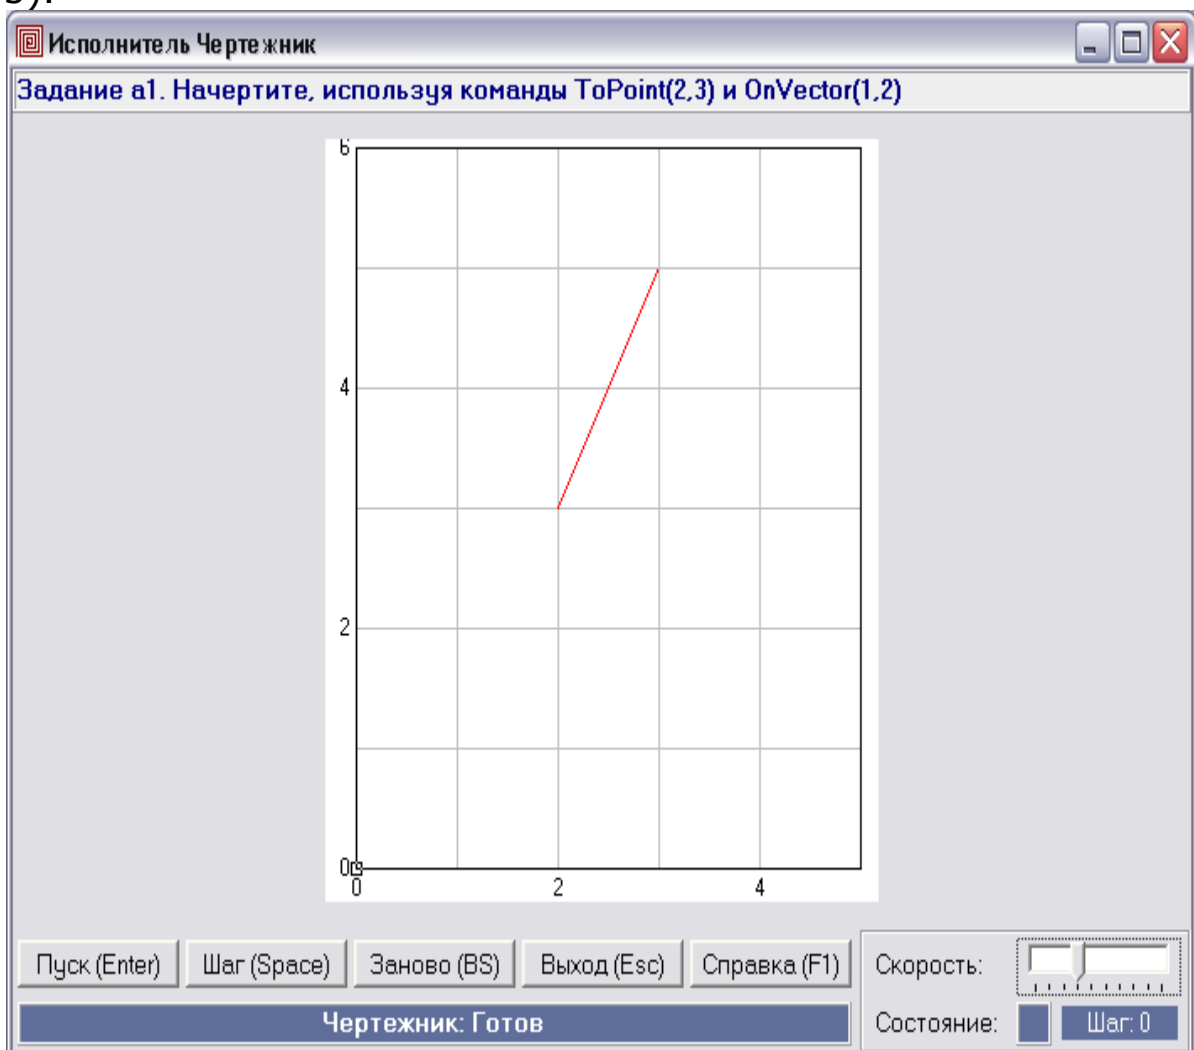 Исполнитель Чертежник
Задание a1. Начертите, используя команды ToPoint(2,3) и OnVector(1,2)
6
4
2
0
0 2 4
Пуск (Enter) Шаг (Space) Заново (BS) Выход (Esc) Справка (F1) Скорость:
Чертежник: Готов Состояние: Шаг: 0